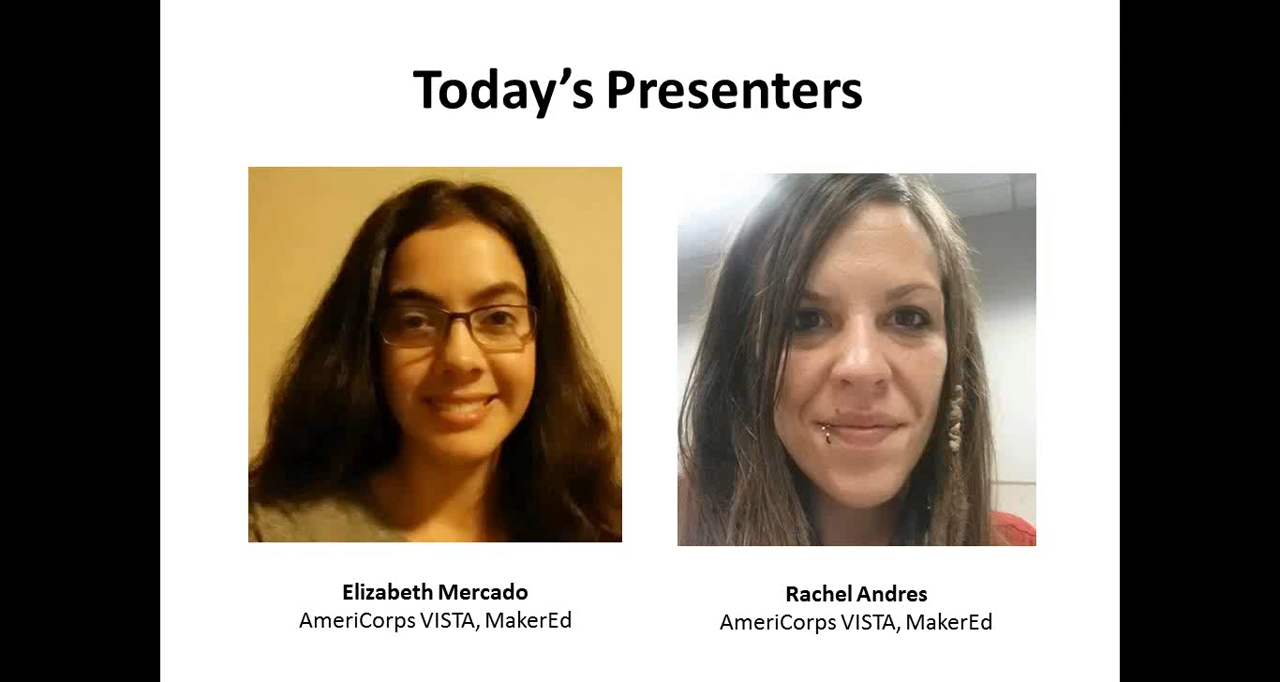 Today’s Presenters
Elizabeth Mercado
AmeriCorps VISTA, MakerEd
Rachel Andres
AmeriCorps VISTA, MakerEd